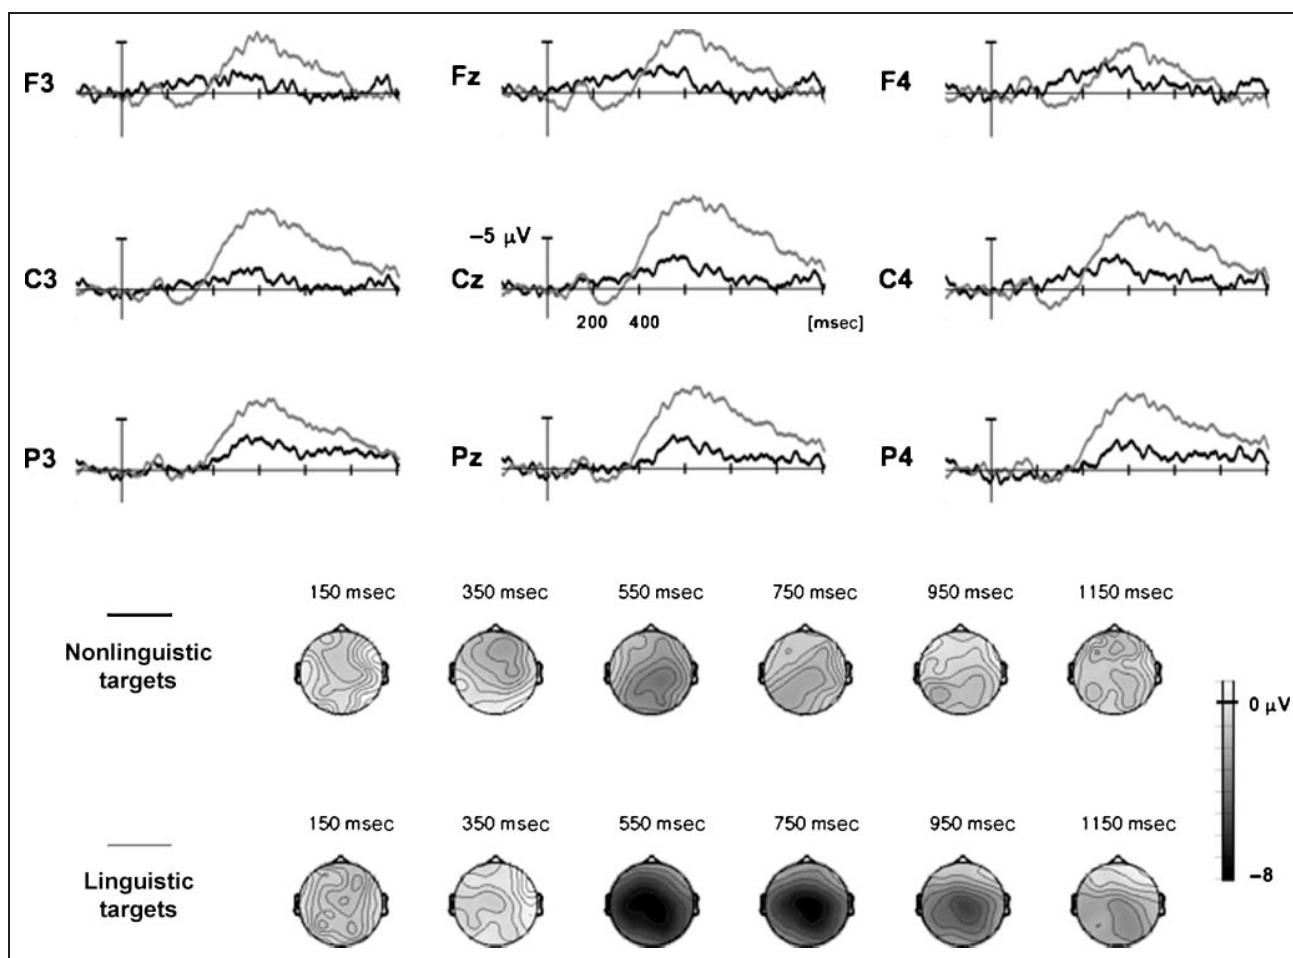 F3
Fz
F4
−5 μV
C3
Cz
C4
200 400 [msec]
P3
Pz
P4
150 msec 350 msec 550 msec 750 msec 950 msec 1150 msec
Nonlinguistic
targets
0 μV
150 msec 350 msec 550 msec 750 msec 950 msec 1150 msec
Linguistic
targets
−8